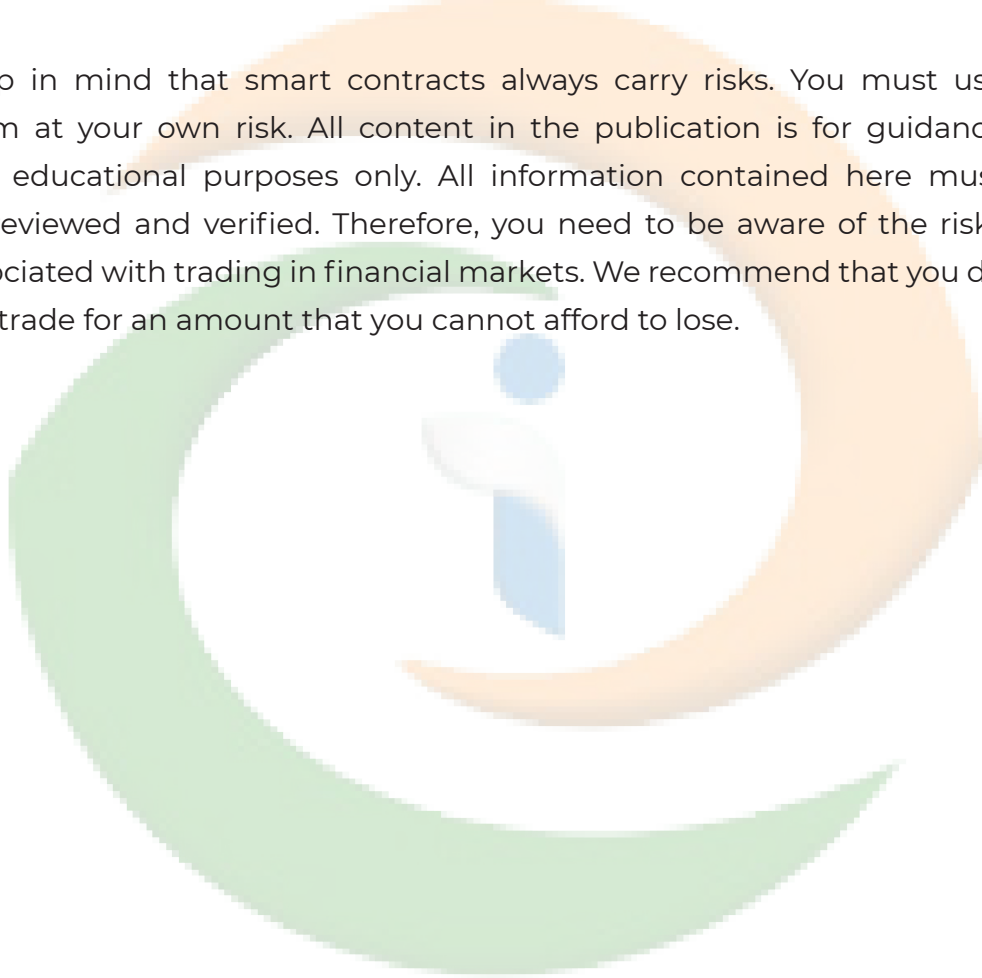 p in mind that smart contracts always carry risks. You must us
m at your own risk. All content in the publication is for guidanc
educational purposes only. All information contained here mus
eviewed and verified. Therefore, you need to be aware of the risk
ociated with trading in financial markets. We recommend that you d
trade for an amount that you cannot afford to lose.